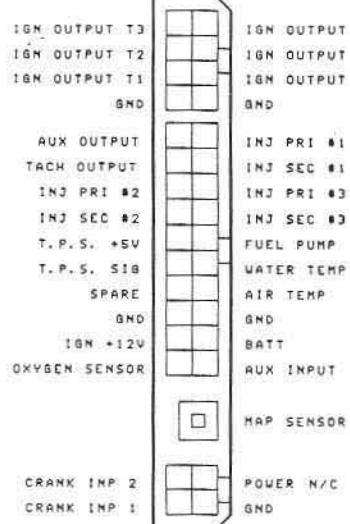 IGN OUTPUT T3 IGN OUTPUT
IGN OUTPUT T2 IGN OUTPUT
IGN OUTPUT T1 IGN OUTPUT
GND GND
AUX OUTPUT INJ PRI #1
TACH OUTPUT INJ SEC #1
INJ PRI #2 INJ PRI #3
INJ SEC #2 INJ SEC #3
T.P.S. +5V FUEL PUMP
T.P.S. SIG WATER TEMP
SPARE AIR TEMP
GND GND
IGN +12V BATT
OXYGEN SENSOR AUX INPUT
MAP SENSOR
CRANK INP 2 POWER N/C
CRANK INP 1 GND